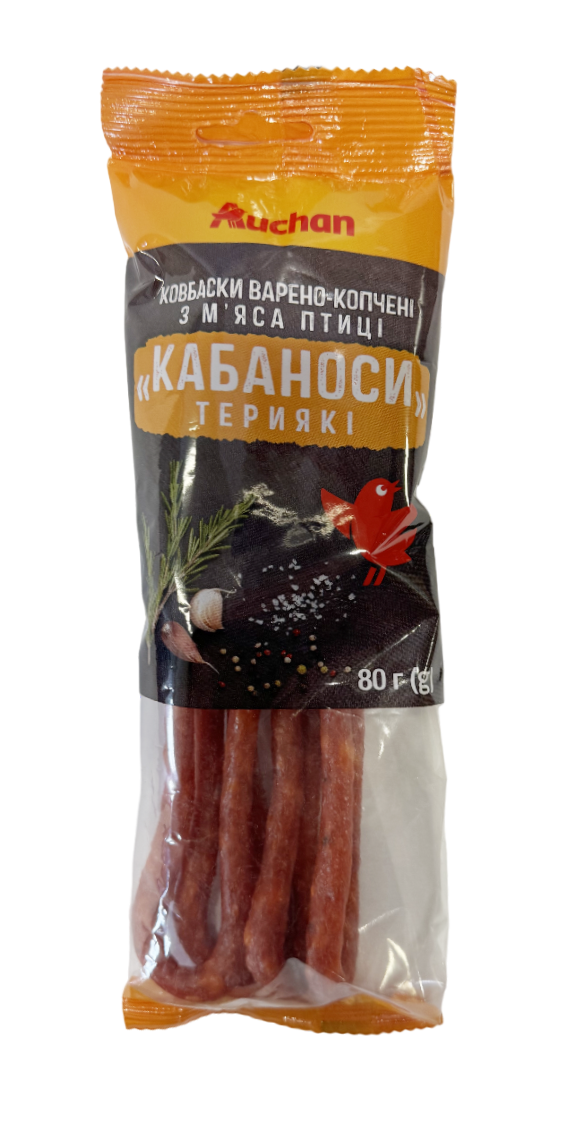 Auchan
КОВБАСКИ ВАРЕНО-КОПЧЕНІ
З М'ЯСА ПТИЦІ
«КАБАНОСИ
ТЕРИЯКІ»
80 г (g)